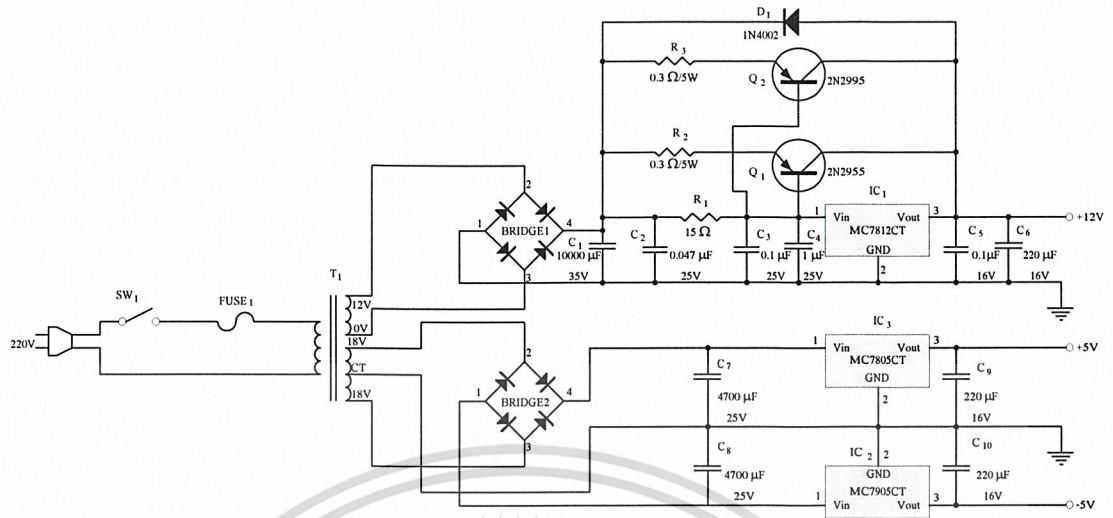 D1
1N4002
R3
0.3 Ω/5W
Q2
2N2995
R2
0.3 Ω/5W
Q1
2N2955
IC1
R1
15 Ω
1 Vin Vout 3
MC7812CT
GND
2
+12V
2
1 BRIDGE1 4
3
C1
10000 µF
35V
C2
0.047 µF
25V
C3
0.1 µF
25V
C4
1 µF
25V
C5
0.1µF
16V
C6
220 µF
16V
T1
SW1
FUSE1
220V
12V
0V
18V
CT
18V
2
1 BRIDGE2 4
3
IC3
1 Vin Vout 3
MC7805CT
GND
2
+5V
C7
4700 µF
25V
C9
220 µF
16V
C8
4700 µF
25V
IC2 2
GND
MC7905CT
1 3
C10
220 µF
16V
-5V